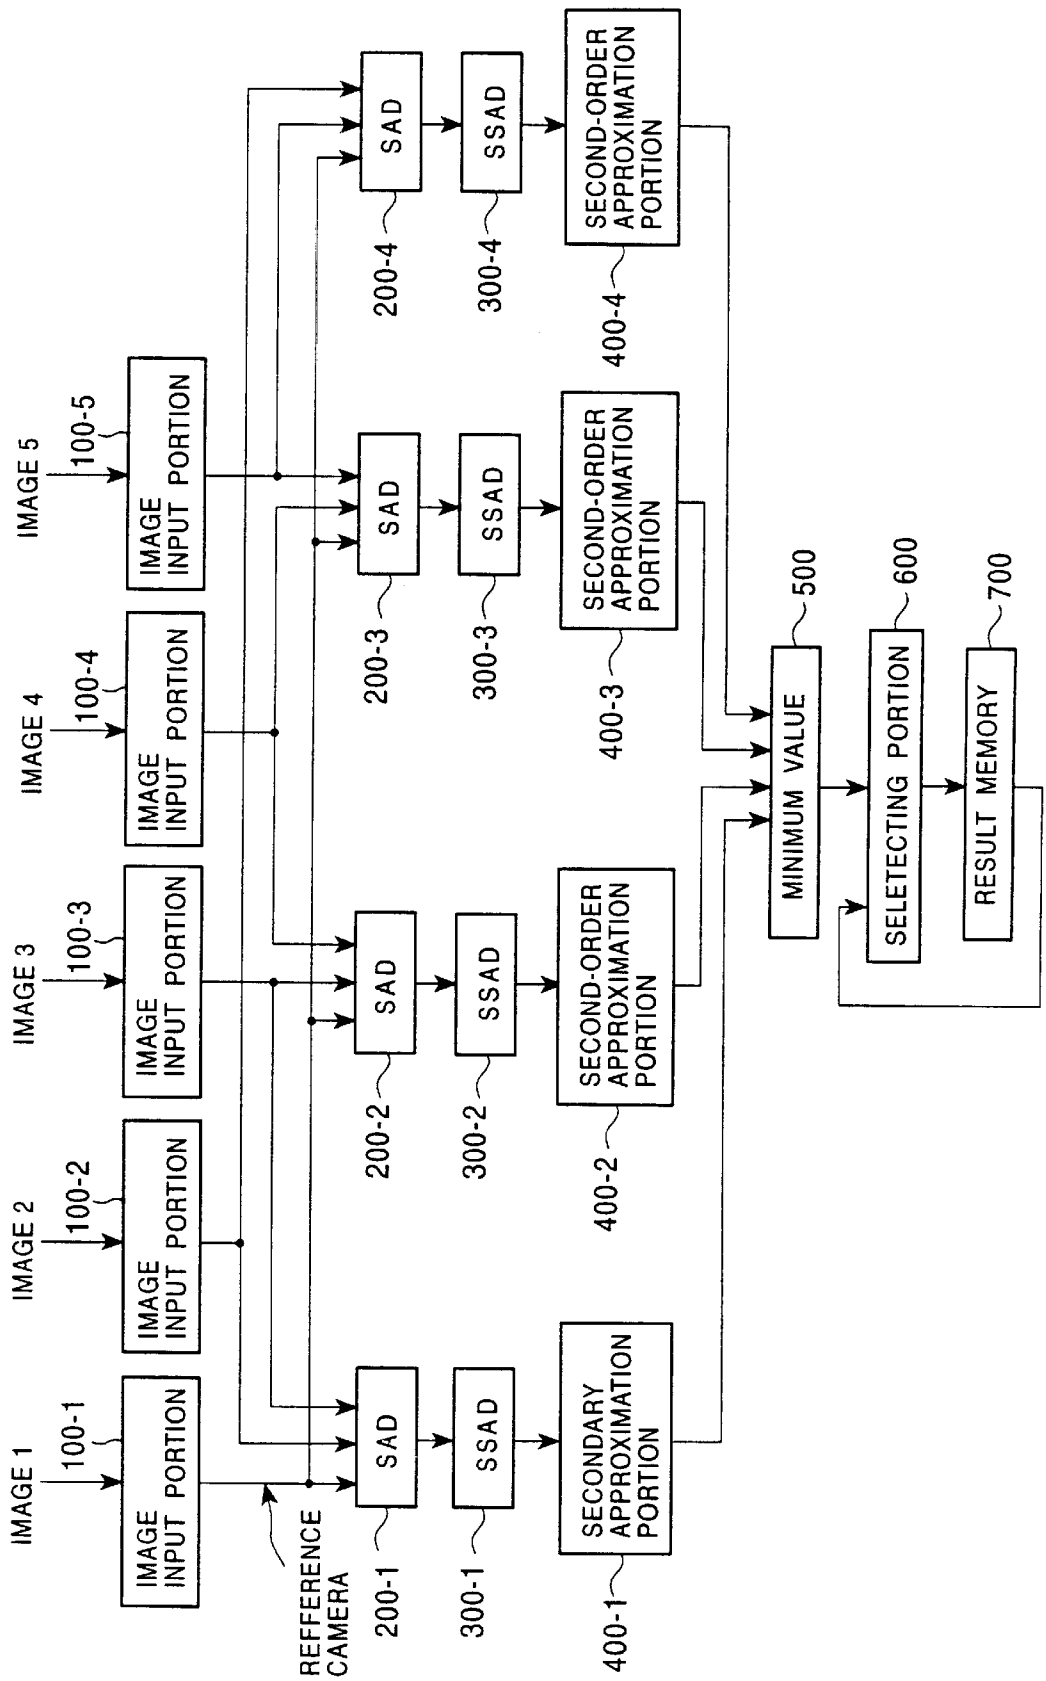 IMAGE 1
IMAGE 2
IMAGE 3
IMAGE 4
IMAGE 5
100-1
100-2
100-3
100-4
100-5
IMAGE
INPUT PORTION
IMAGE
INPUT PORTION
IMAGE
INPUT PORTION
IMAGE
INPUT PORTION
IMAGE
INPUT PORTION
REFFERENCE
CAMERA
SAD
SAD
SAD
SAD
200-1
200-2
200-3
200-4
SSAD
SSAD
SSAD
SSAD
300-1
300-2
300-3
300-4
SECONDARY
APPROXIMATION
PORTION
SECOND-ORDER
APPROXIMATION
PORTION
SECOND-ORDER
APPROXIMATION
PORTION
SECOND-ORDER
APPROXIMATION
PORTION
400-1
400-2
400-3
400-4
MINIMUM VALUE
500
SELETECTING PORTION
600
RESULT MEMORY
700